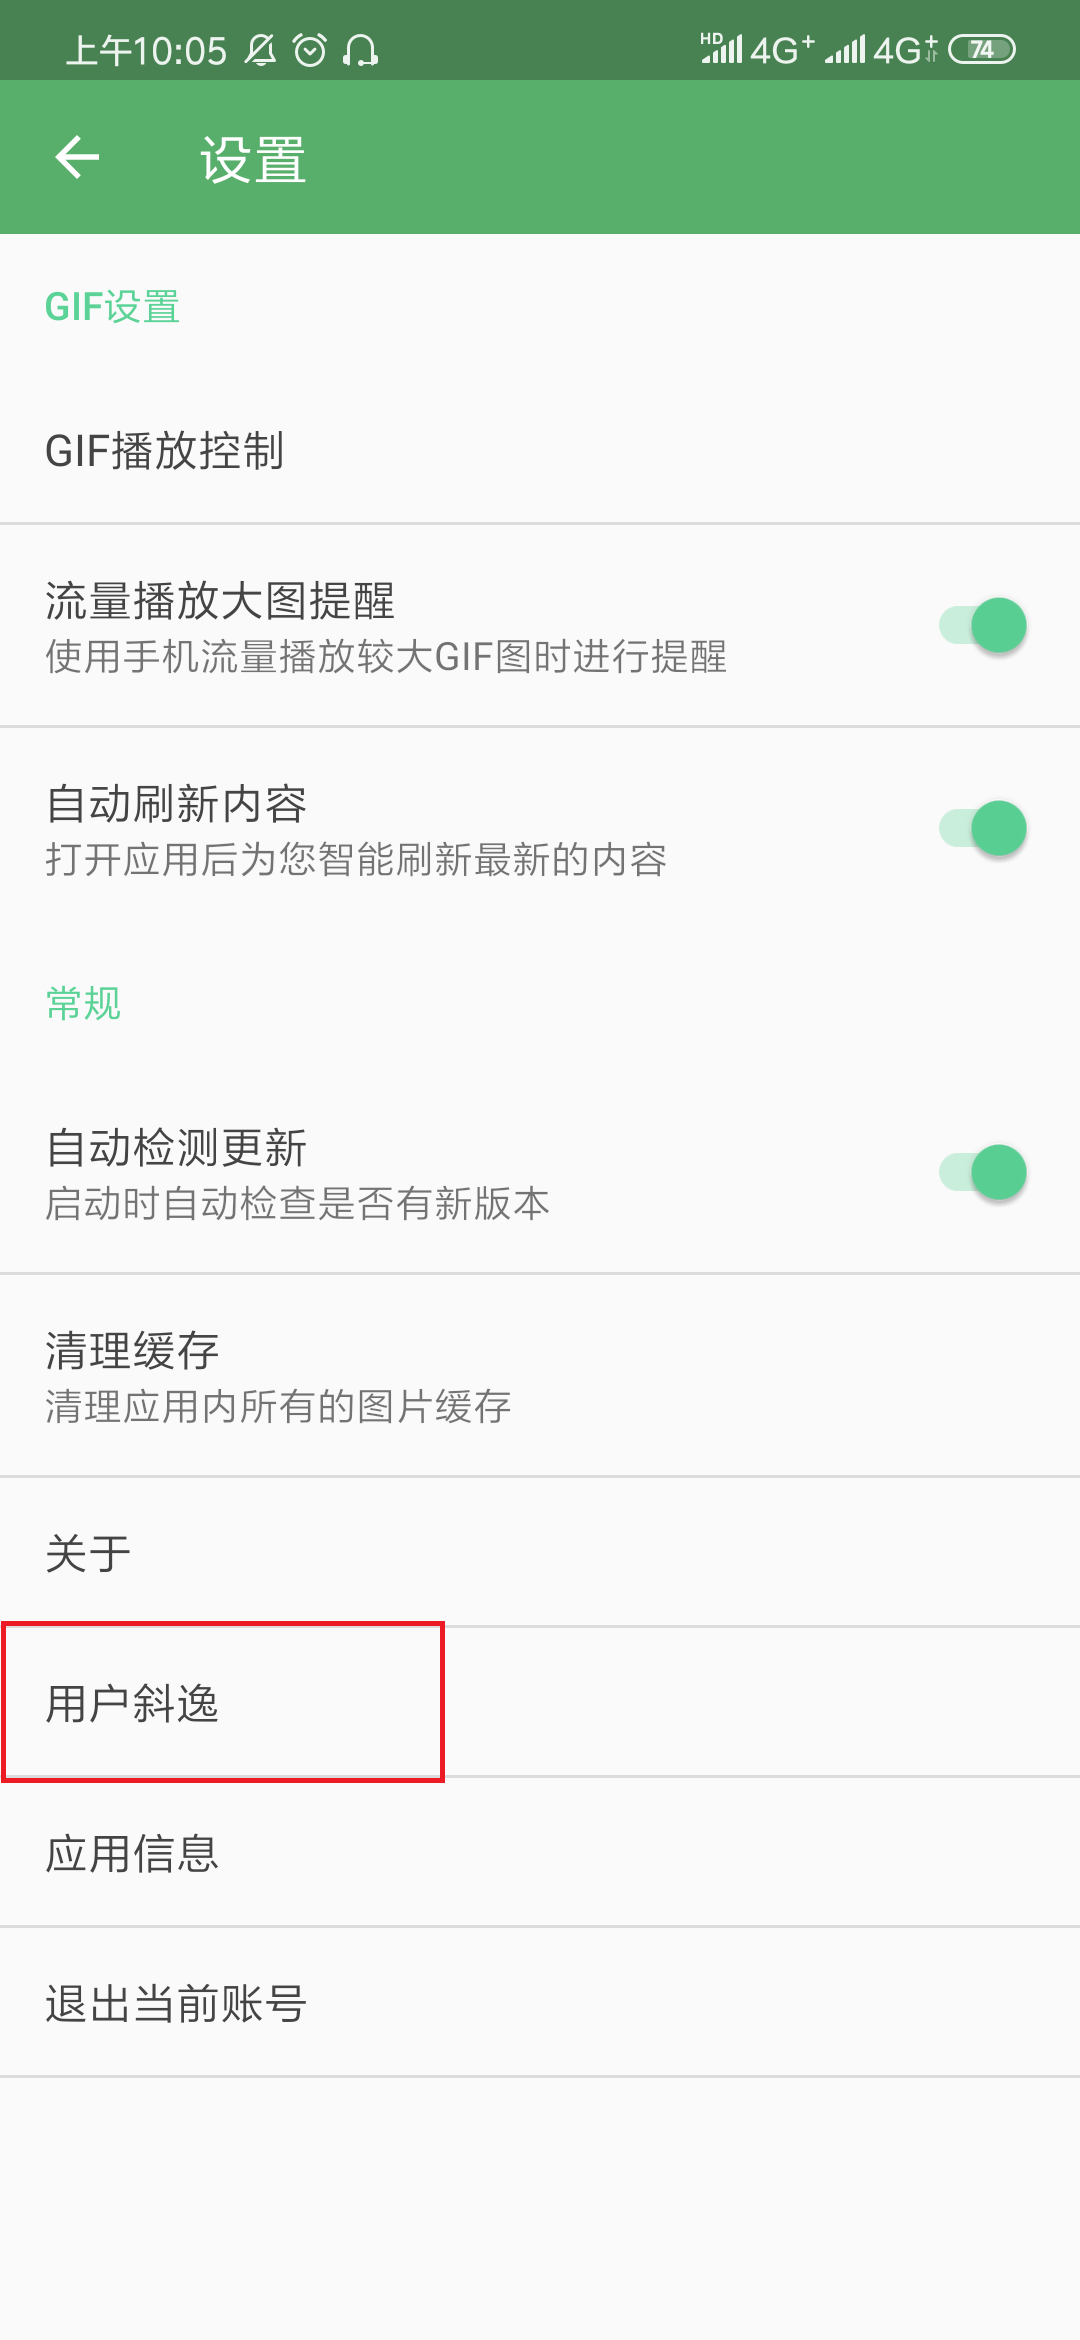 上午10:05 HD 4G+ 4G+ 74
设置
GIF设置
GIF播放控制
流量播放大图提醒
使用手机流量播放较大GIF图时进行提醒
自动刷新内容
打开应用后为您智能刷新最新的内容
常规
自动检测更新
启动时自动检查是否有新版本
清理缓存
清理应用内所有的图片缓存
关于
用户斜逸
应用信息
退出当前账号